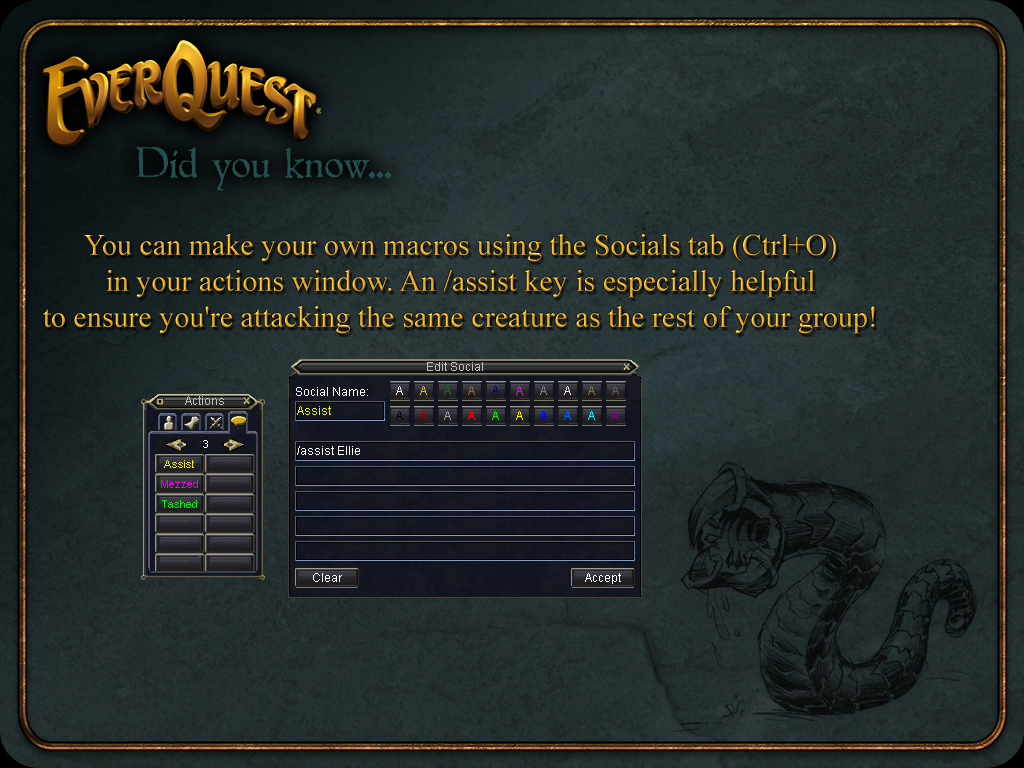 EVERQUEST
Did you know...
You can make your own macros using the Socials tab (Ctrl+O)
in your actions window. An /assist key is especially helpful
to ensure you're attacking the same creature as the rest of your group!
Edit Social
Social Name:
A A A A A A A A A A
Assist
A A A A A A A A A A
/assist Ellie
Clear
Accept
Actions
3
Assist
Mezzed
Tashed